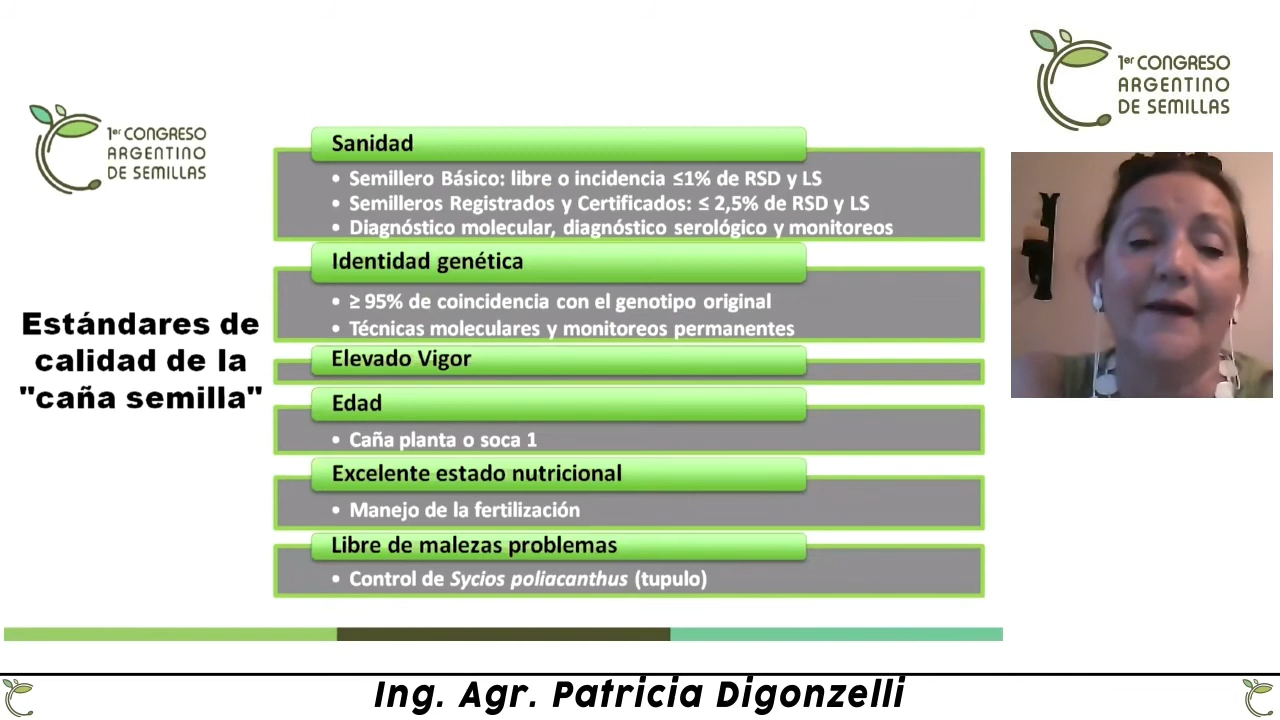 1er CONGRESO
ARGENTINO
DE SEMILLAS
1er CONGRESO
ARGENTINO
DE SEMILLAS
Estándares de
calidad de la
"caña semilla"
Sanidad
• Semillero Básico: libre o incidencia ≤1% de RSD y LS
• Semilleros Registrados y Certificados: ≤ 2,5% de RSD y LS
• Diagnóstico molecular, diagnóstico serológico y monitoreos
Identidad genética
• ≥ 95% de coincidencia con el genotipo original
• Técnicas moleculares y monitoreos permanentes
Elevado Vigor
Edad
• Caña planta o soca 1
Excelente estado nutricional
• Manejo de la fertilización
Libre de malezas problemas
• Control de Sycios poliacanthus (tupulo)
Ing. Agr. Patricia Digonzelli